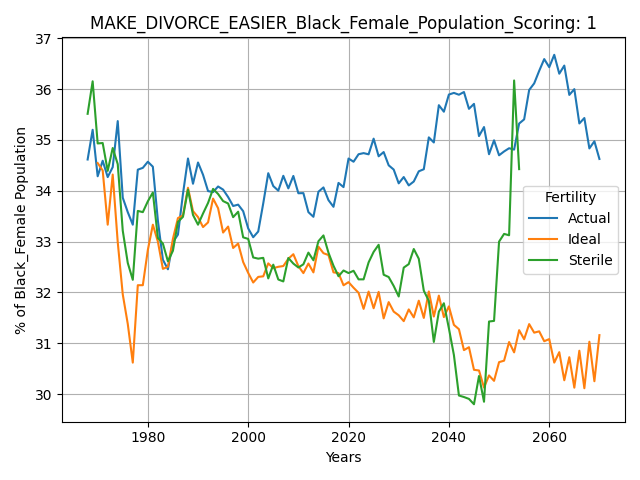 MAKE_DIVORCE_EASIER_Black_Female_Population_Scoring: 1
% of Black_Female Population
37
36
35
34
33
32
31
30
Fertility
Actual
Ideal
Sterile
1980
2000
2020
2040
2060
Years